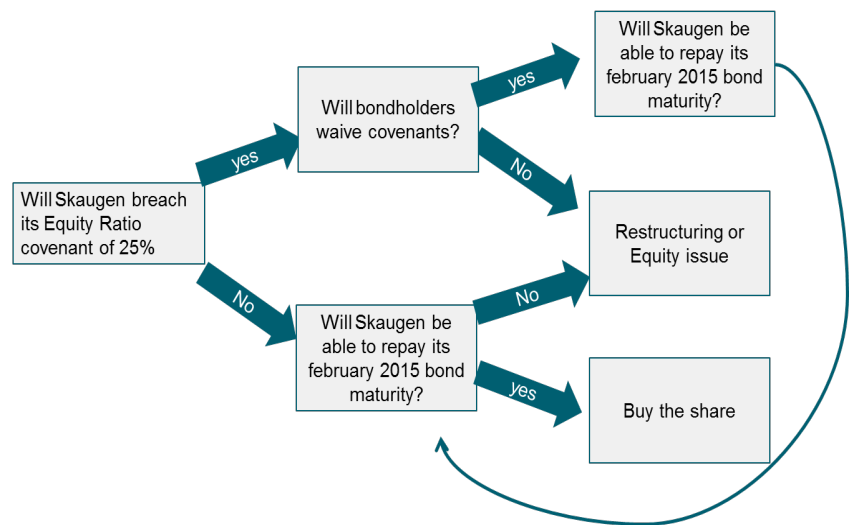 Will Skaugen be
able to repay its
february 2015 bond
maturity?
yes
Will bondholders
waive covenants?
yes
No
Will Skaugen breach
its Equity Ratio
covenant of 25%
Restructuring or
Equity issue
No
No
Will Skaugen be
able to repay its
february 2015 bond
maturity?
yes
Buy the share